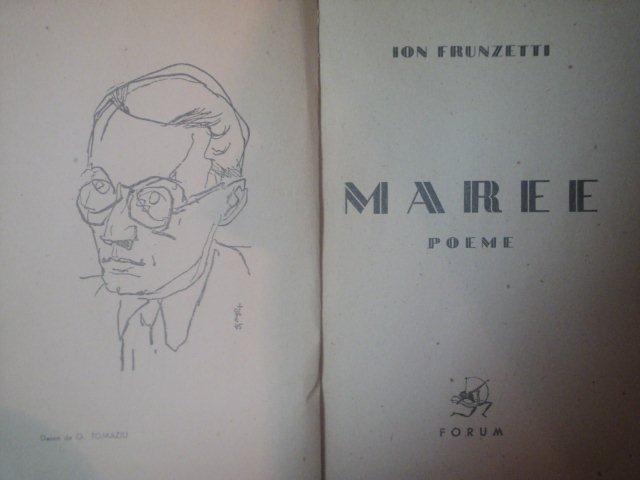 Desen de G. TOMAZIU
ION FRUNZETTI
MAREE
POEME
FORUM